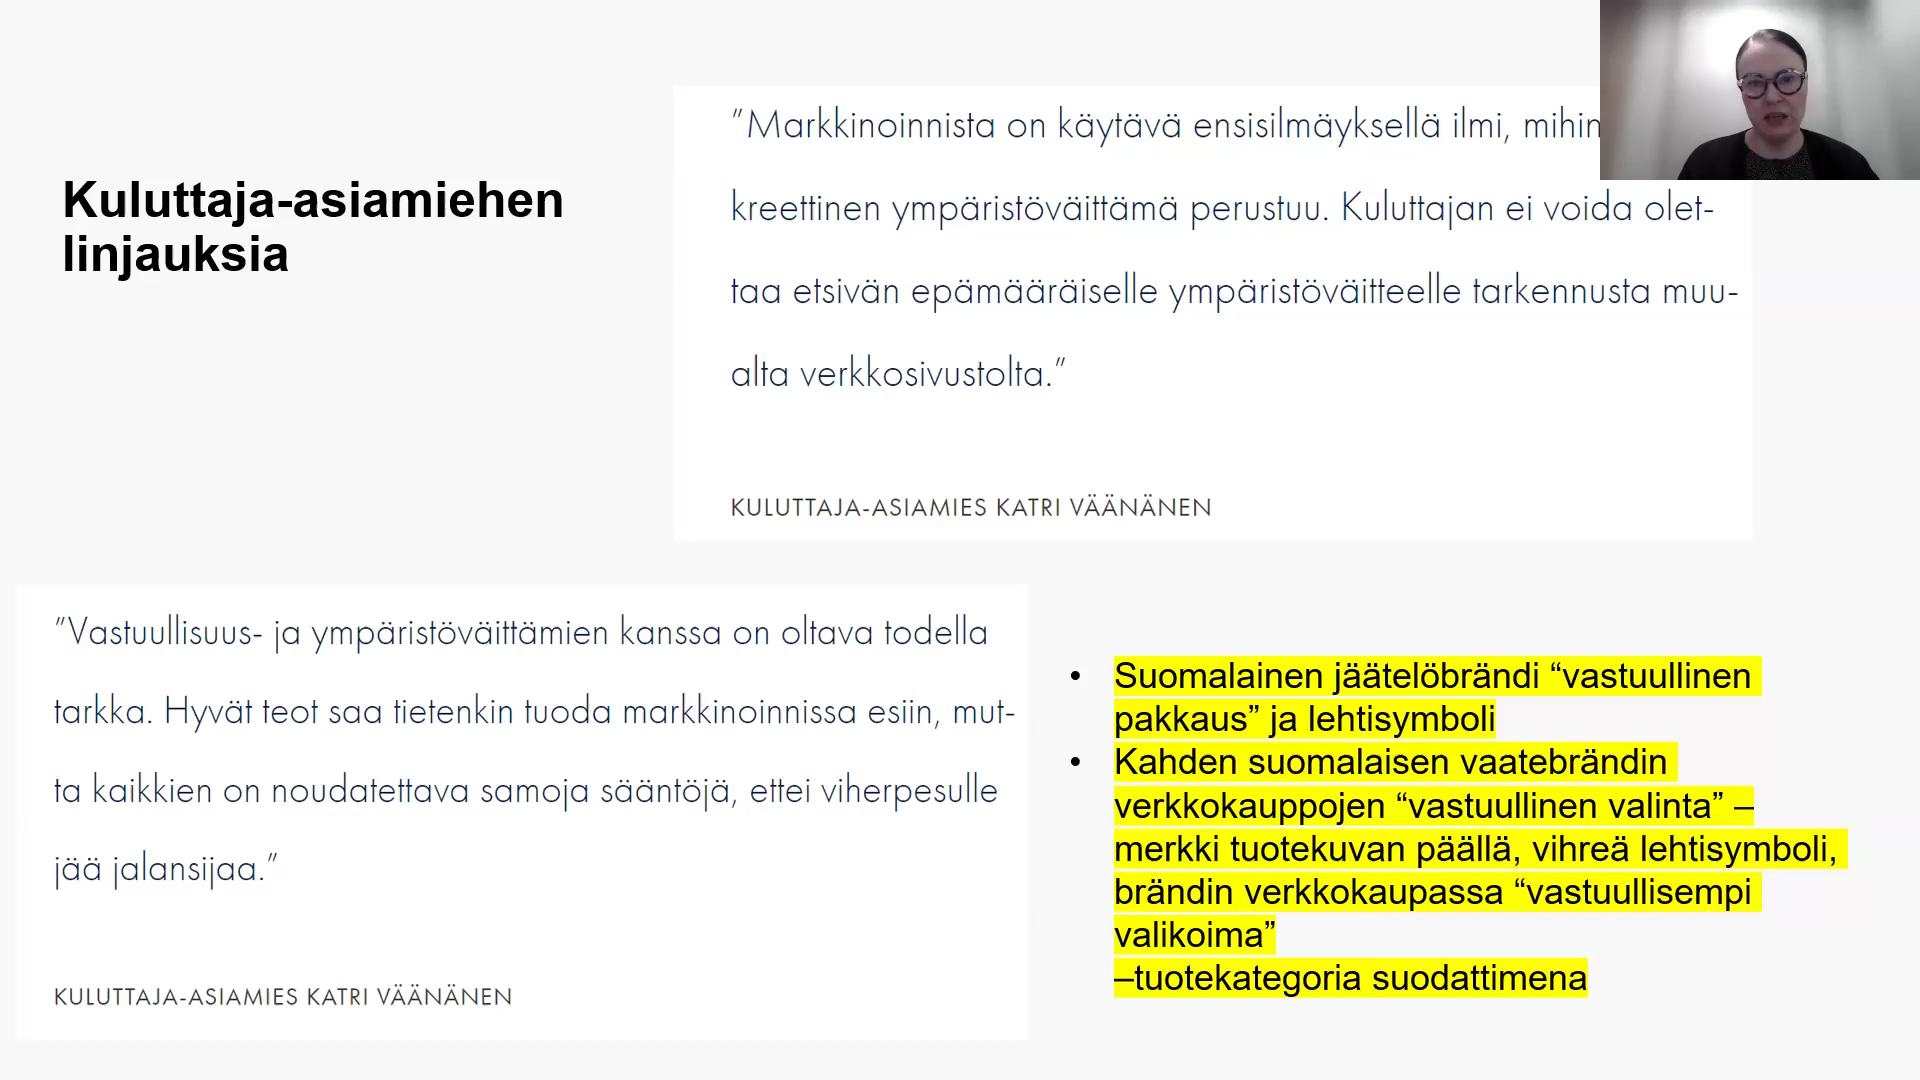 Kuluttaja-asiamiehen
linjauksia
”Markkinoinnista on käytävä ensisilmäyksellä ilmi, mihin
kreettinen ympäristöväittämä perustuu. Kuluttajan ei voida olet-
taa etsivän epämääräiselle ympäristöväitteelle tarkennusta muu-
alta verkkosivustolta.”
KULUTTAJA-ASIAMIES KATRI VÄÄNÄNEN
”Vastuullisuus- ja ympäristöväittämien kanssa on oltava todella
tarkka. Hyvät teot saa tietenkin tuoda markkinoinnissa esiin, mut-
ta kaikkien on noudatettava samoja sääntöjä, ettei viherpesulle
jää jalansijaa.”
KULUTTAJA-ASIAMIES KATRI VÄÄNÄNEN
• Suomalainen jäätelöbrändi “vastuullinen
pakkaus” ja lehtisymboli
• Kahden suomalaisen vaatebrändin
verkkokauppojen “vastuullinen valinta” –
merkki tuotekuvan päällä, vihreä lehtisymboli,
brändin verkkokaupassa “vastuullisempi
valikoima”
–tuotekategoria suodattimena